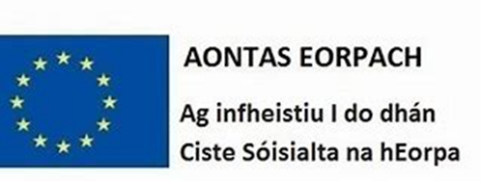 AONTAS EORPACH
Ag infheistiu I do dhán
Ciste Sóisialta na hEorpa